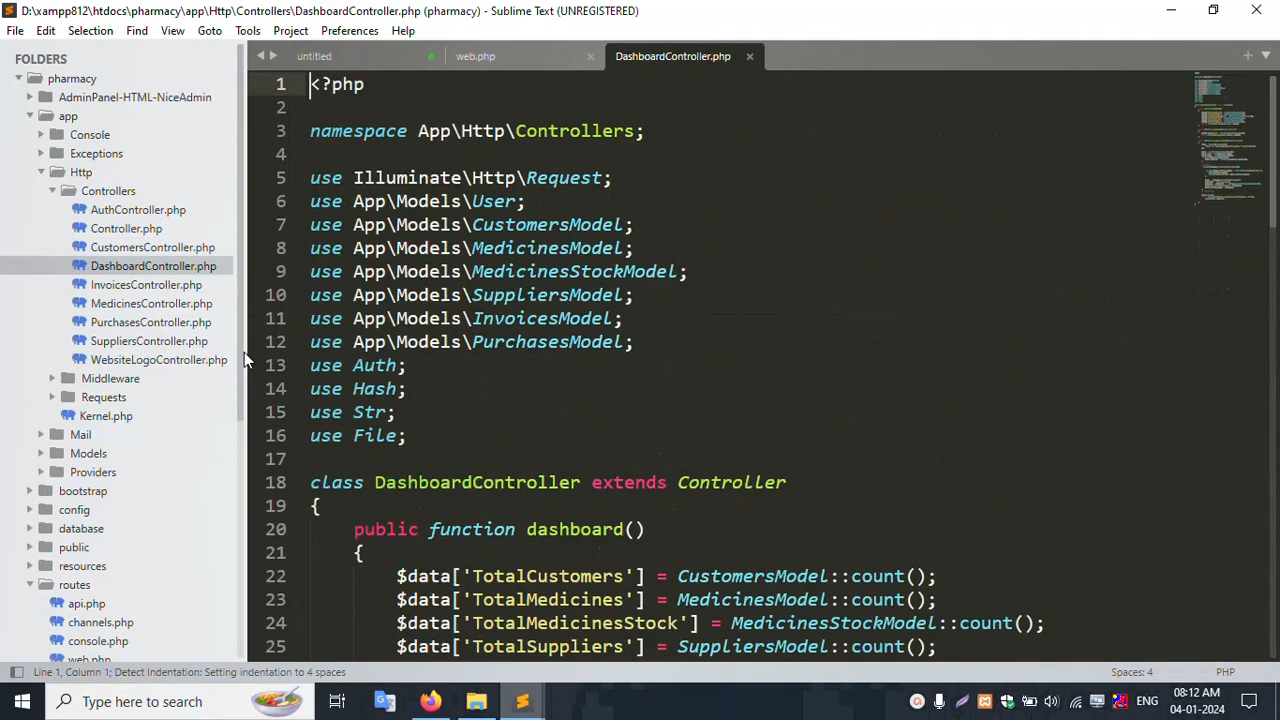 D:\xampp812\htdocs\pharmacy\app\Http\Controllers\DashboardController.php (pharmacy) - Sublime Text (UNREGISTERED)
File Edit Selection Find View Goto Tools Project Preferences Help
FOLDERS
pharmacy
AdminPanel-HTML-NiceAdmin
app
Console
Exceptions
Http
Controllers
AuthController.php
Controller.php
CustomersController.php
DashboardController.php
InvoicesController.php
MedicinesController.php
PurchasesController.php
SuppliersController.php
WebsiteLogoController.php
Middleware
Requests
Kernel.php
Mail
Models
Providers
bootstrap
config
database
public
resources
routes
api.php
channels.php
console.php
web.php
untitled web.php DashboardController.php
1 <?php
2
3 namespace App\Http\Controllers;
4
5 use Illuminate\Http\Request;
6 use App\Models\User;
7 use App\Models\CustomersModel;
8 use App\Models\MedicinesModel;
9 use App\Models\MedicinesStockModel;
10 use App\Models\SuppliersModel;
11 use App\Models\InvoicesModel;
12 use App\Models\PurchasesModel;
13 use Auth;
14 use Hash;
15 use Str;
16 use File;
17
18 class DashboardController extends Controller
19 {
20 public function dashboard()
21 {
22 $data['TotalCustomers'] = CustomersModel::count();
23 $data['TotalMedicines'] = MedicinesModel::count();
24 $data['TotalMedicinesStock'] = MedicinesStockModel::count();
25 $data['TotalSuppliers'] = SuppliersModel::count();
Line 1, Column 1; Detect Indentation: Setting indentation to 4 spaces Spaces: 4 PHP
Type here to search ENG 08:12 AM
04-01-2024